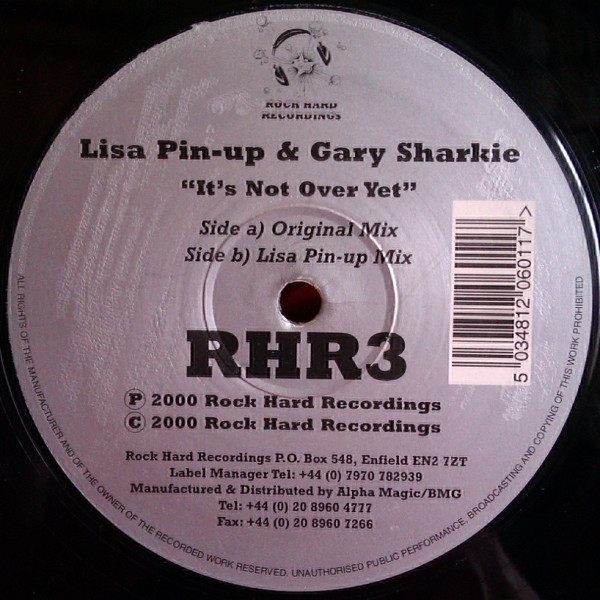 ROCK HARD
RECORDINGS
Lisa Pin-up & Gary Sharkie
“It's Not Over Yet”
Side a) Original Mix
Side b) Lisa Pin-up Mix
5 034812 060117 >
RHR3
Ⓟ 2000 Rock Hard Recordings
© 2000 Rock Hard Recordings
Rock Hard Recordings P.O. Box 548, Enfield EN2 7ZT
Label Manager Tel: +44 (0) 7970 782939
Manufactured & Distributed by Alpha Magic/BMG
Tel: +44 (0) 20 8960 4777
Fax: +44 (0) 20 8960 7266
ALL RIGHTS OF THE MANUFACTURER AND OF THE OWNER OF THE RECORDED WORK RESERVED. UNAUTHORISED PUBLIC PERFORMANCE, BROADCASTING AND COPYING OF THIS WORK PROHIBITED